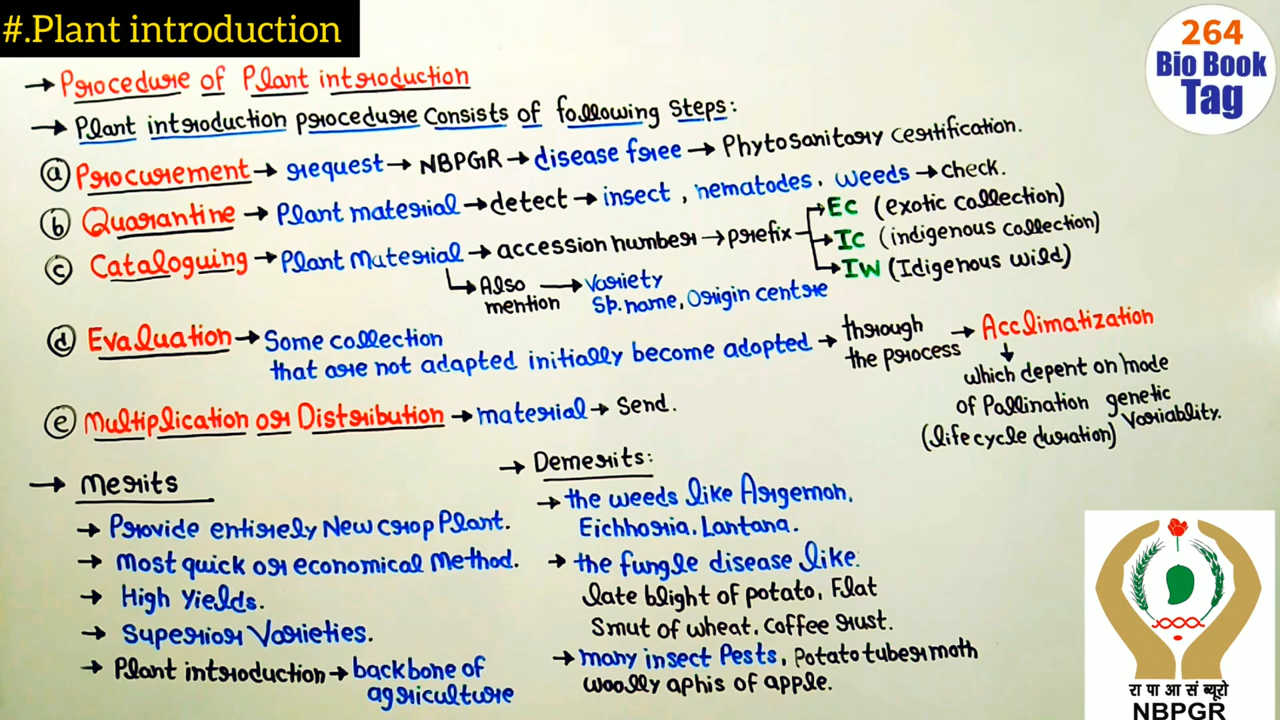 #.Plant introduction
264
Bio Book
Tag
→ Procedure of Plant introduction
→ Plant introduction procedure Consists of following Steps:
ⓐ Procurement → request → NBPGR → disease free → Phytosanitory certification.
ⓑ Quarantine → Plant material → detect → insect, nematodes, weeds → check.
ⓒ Cataloguing → Plant Material → accession number → prefix → Ec (exotic collection)
→ Ic (indigenous collection)
→ IW (Idigenous wild)
→ Also mention → Variety
Sp. name, Origin centre
ⓓ Evaluation → Some collection
that are not adapted initially become adopted → through the process → Acclimatization
↓
which depent on mode
of Pallination genetic
(life cycle duration) Variablity.
ⓔ Multiplication or Distribution → material → Send.
→ Merits
→ Provide entirely New crop Plant.
→ Most quick or economical Method.
→ High Yields.
→ Superior Varieties.
→ Plant introduction → backbone of
agriculture
→ Demerits:
→ the weeds like Argemon,
Eichhoria, Lantana.
→ the fungle disease like:
late blight of potato, Flat
Smut of wheat, Coffee rust.
→ many insect Pests, Potato tuber moth
woolly aphis of apple.
रा पा आ सं ब्यूरो
NBPGR